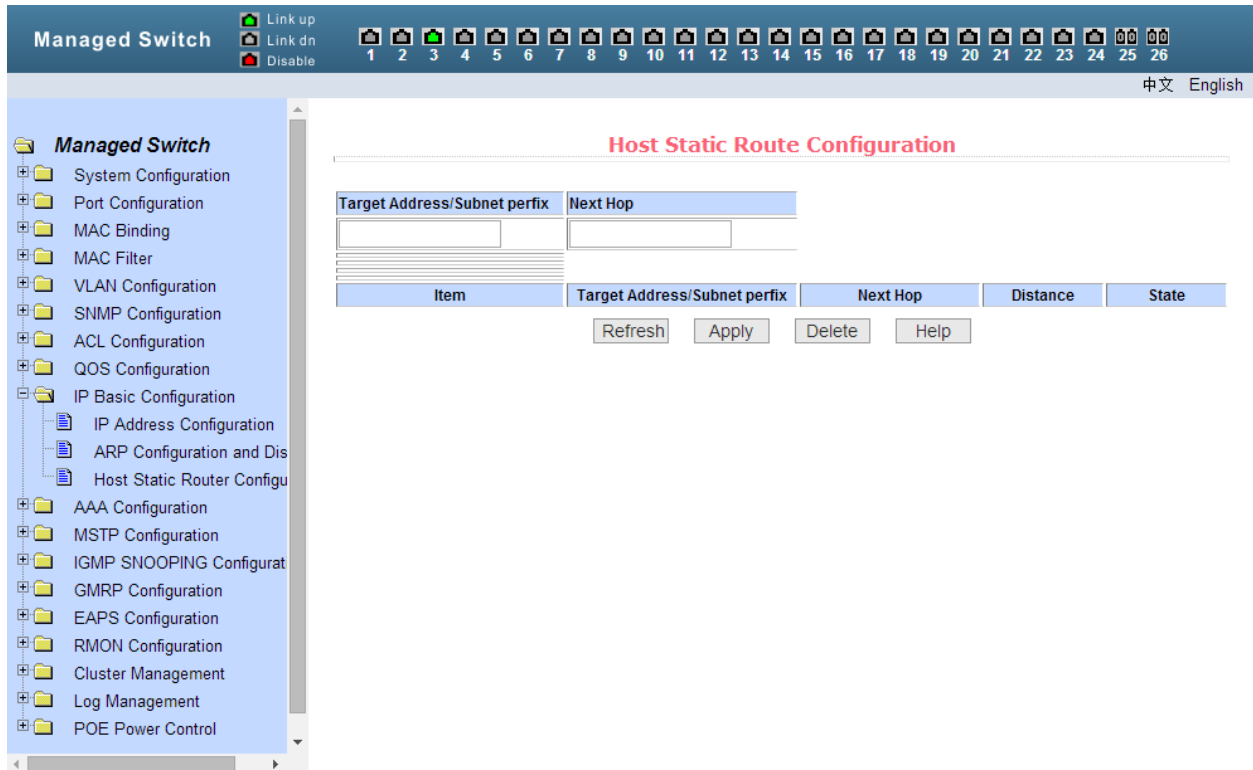 Managed Switch
Link up
Link dn
Disable
1 2 3 4 5 6 7 8 9 10 11 12 13 14 15 16 17 18 19 20 21 22 23 24 25 26
中文 English
Managed Switch
System Configuration
Port Configuration
MAC Binding
MAC Filter
VLAN Configuration
SNMP Configuration
ACL Configuration
QOS Configuration
IP Basic Configuration
IP Address Configuration
ARP Configuration and Dis
Host Static Router Configu
AAA Configuration
MSTP Configuration
IGMP SNOOPING Configurat
GMRP Configuration
EAPS Configuration
RMON Configuration
Cluster Management
Log Management
POE Power Control
Host Static Route Configuration
Target Address/Subnet perfix Next Hop
Item Target Address/Subnet perfix Next Hop Distance State
Refresh Apply Delete Help